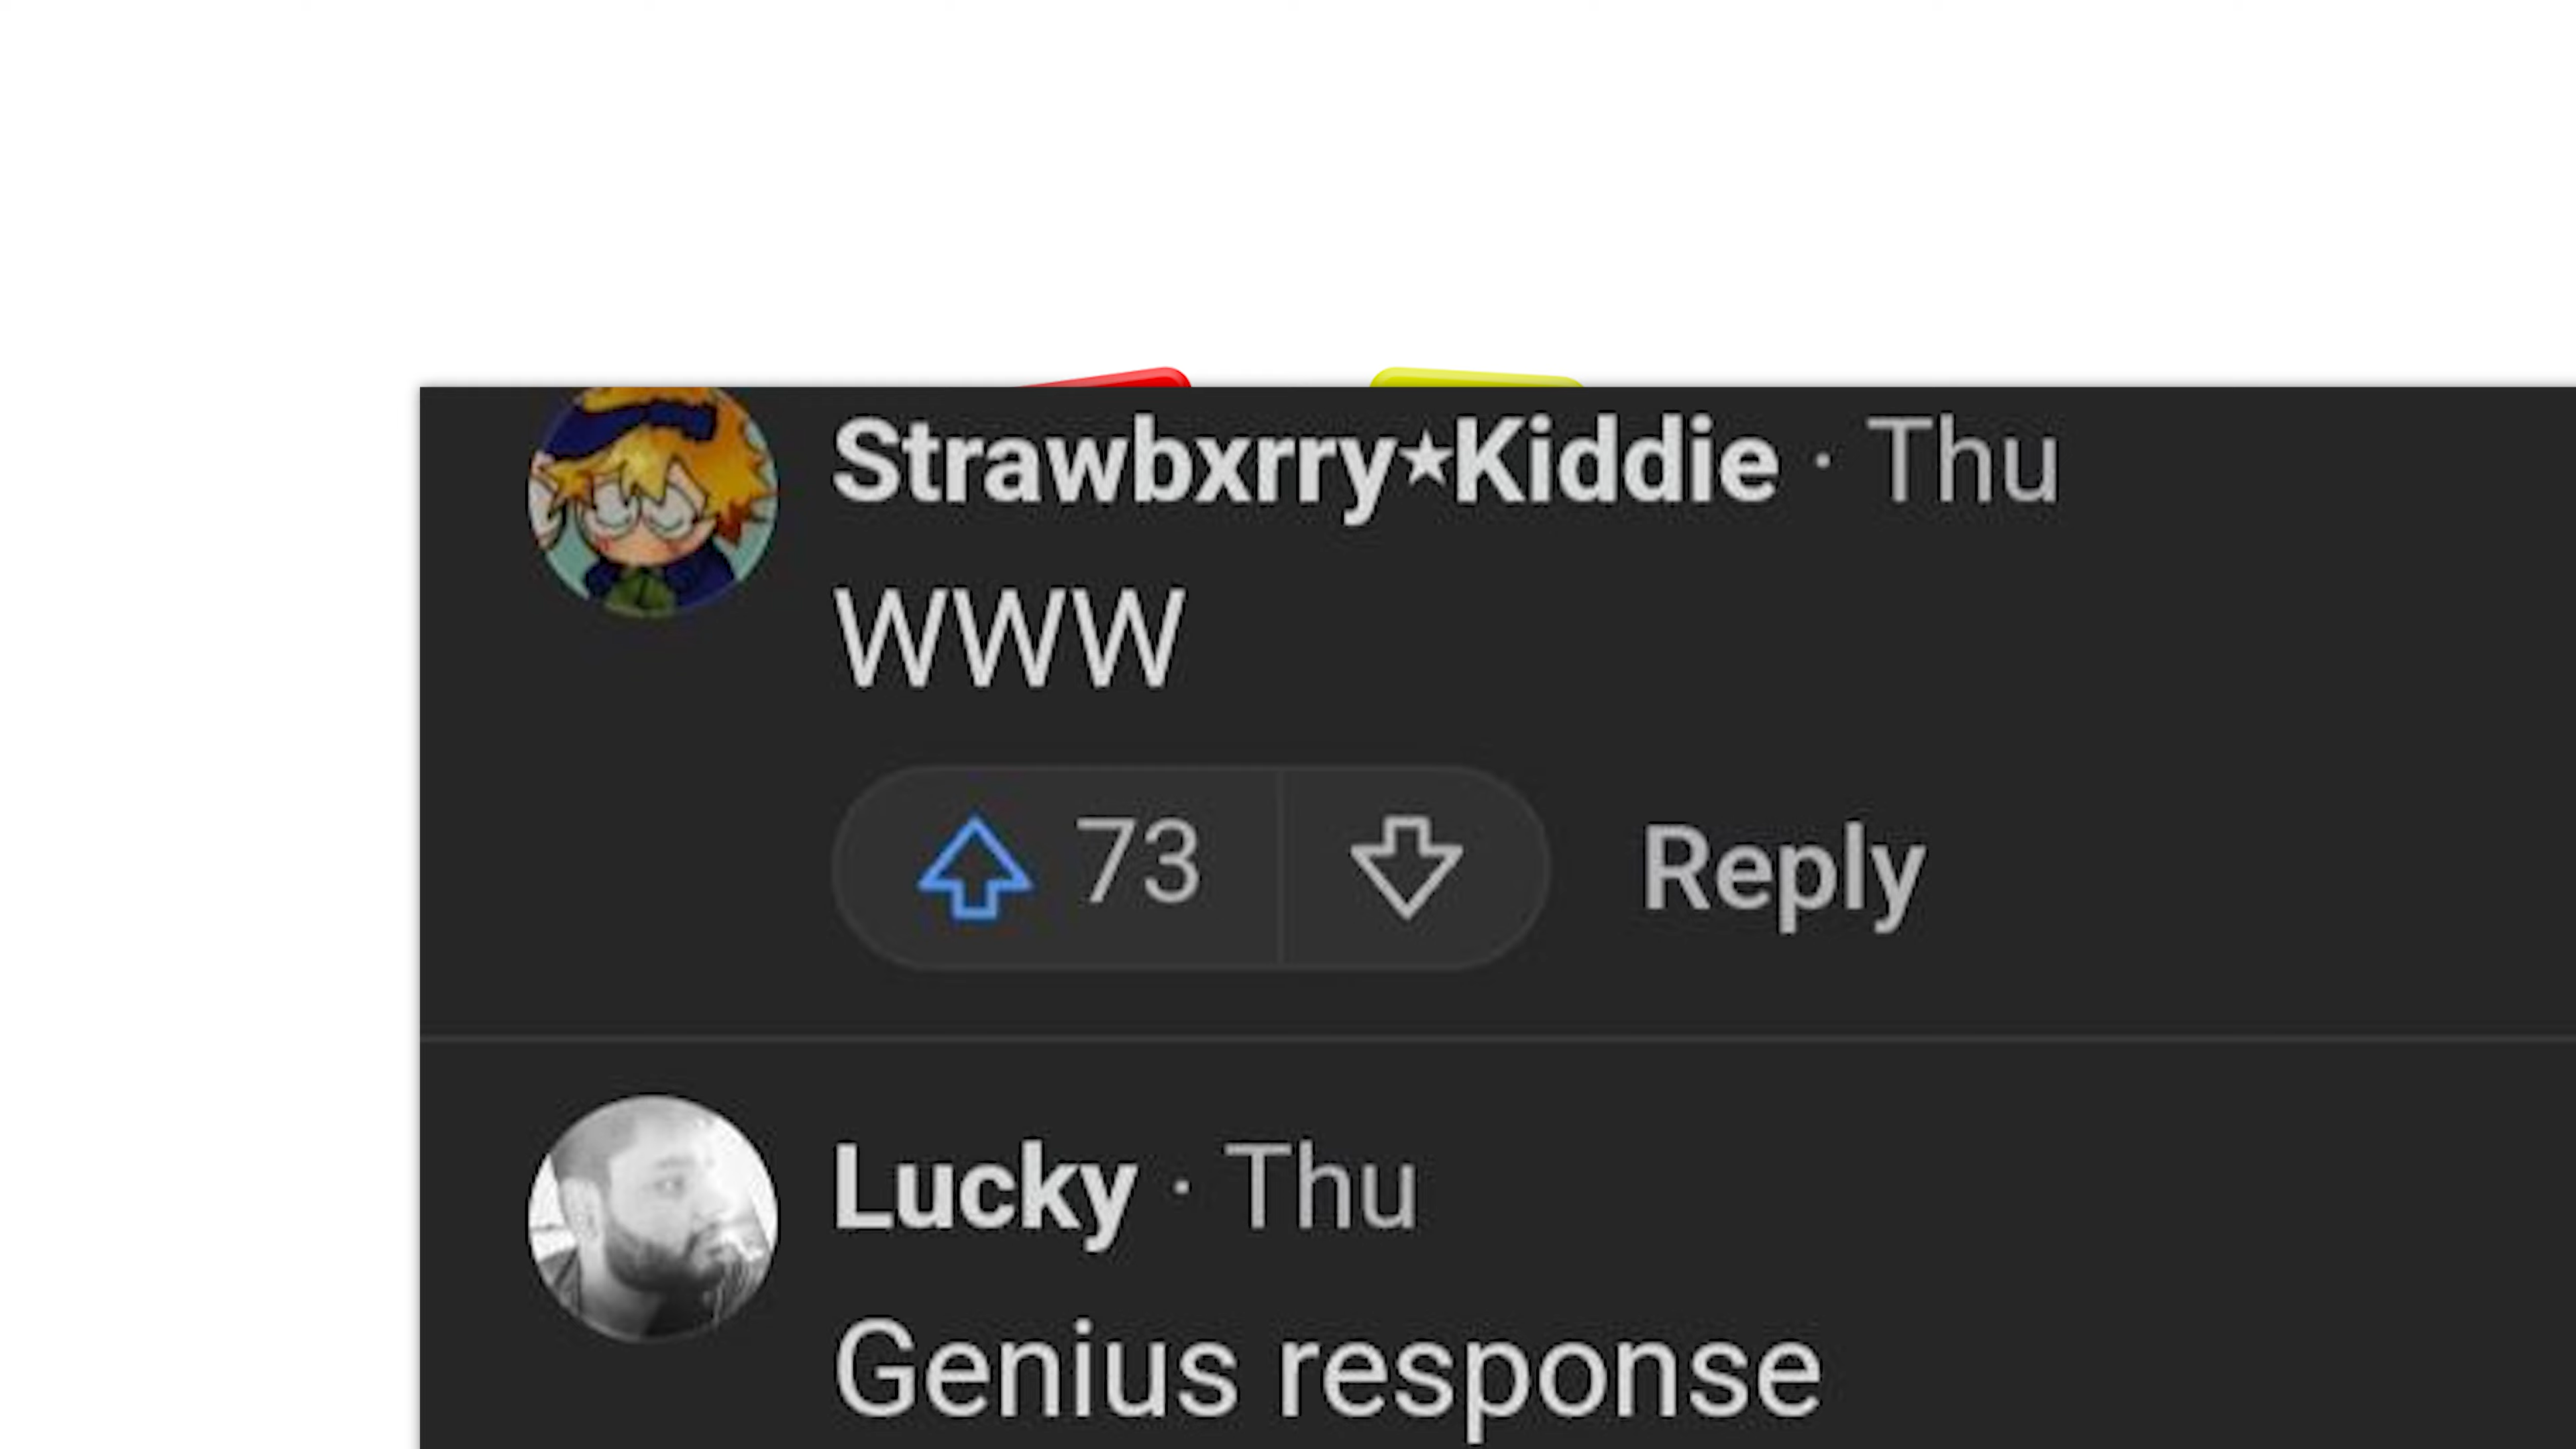 Strawbxrry★Kiddie · Thu
WWW
73 Reply
Lucky · Thu
Genius response